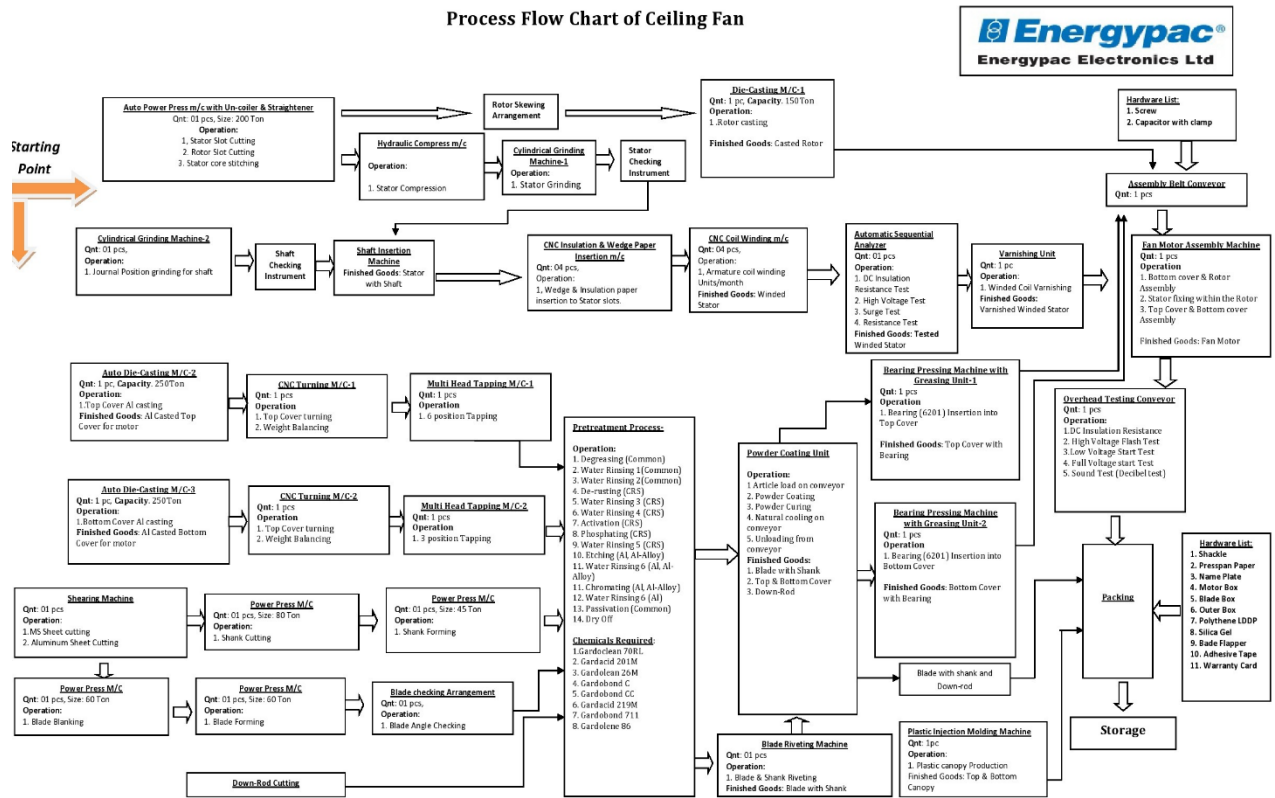 Process Flow Chart of Ceiling Fan
Energypac®
Energypac Electronics Ltd
Starting
Point
Auto Power Press m/c with Un-coiler & Straightener
Qnt: 01 pcs, Size: 200 Ton
Operation:
1, Stator Slot Cutting
2. Rotor Slot Cutting
3. Stator core stitching
Rotor Skewing
Arrangement
Die-Casting M/C-1
Qnt: 1 pc, Capacity. 150Ton
Operation:
1 .Rotor casting
Finished Goods: Casted Rotor
Hardware List:
1. Screw
2. Capacitor with clamp
Hydraulic Compress m/c
Operation:
1. Stator Compression
Cylindrical Grinding
Machine-1
Operation:
1. Stator Grinding
Stator
Checking
Instrument
Assembly Belt Conveyor
Qnt: 1 pcs
Cylindrical Grinding Machine-2
Qnt: 01 pcs,
Operation:
1. Journal Position grinding for shaft
Shaft
Checking
Instrument
Shaft Insertion
Machine
Finished Goods: Stator
with Shaft
CNC Insulation & Wedge Paper
Insertion m/c
Qnt: 04 pcs,
Operation:
1, Wedge & Insulation paper
insertion to Stator slots.
CNC Coil Winding m/c
Qnt: 04 pcs,
Operation:
1, Armature coil winding
Units/month
Finished Goods: Winded
Stator
Automatic Sequential
Analyzer
Qnt: 01 pcs
Operation:
1. DC Insulation
Resistance Test
2. High Voltage Test
3. Surge Test
4. Resistance Test
Finished Goods: Tested
Winded Stator
Varnishing Unit
Qnt: 1 pc
Operation:
1. Winded Coil Varnishing
Finished Goods:
Varnished Winded Stator
Fan Motor Assembly Machine
Qnt: 1 pcs
Operation
1. Bottom cover & Rotor
Assembly
2. Stator fixing within the Rotor
3. Top Cover & Bottom cover
Assembly
Finished Goods: Fan Motor
Auto Die-Casting M/C-2
Qnt: 1 pc, Capacity. 250Ton
Operation:
1.Top Cover Al casting
Finished Goods: Al Casted Top
Cover for motor
CNC Turning M/C-1
Qnt: 1 pcs
Operation
1. Top Cover turning
2. Weight Balancing
Multi Head Tapping M/C-1
Qnt: 1 pcs
Operation
1. 6 position Tapping
Bearing Pressing Machine with
Greasing Unit-1
Qnt: 1 pcs
Operation
1. Bearing (6201) Insertion into
Top Cover
Finished Goods: Top Cover with
Bearing
Overhead Testing Conveyor
Qnt: 1 pcs
Operation
1.DC Insulation Resistance
2. High Voltage Flash Test
3.Low Voltage Start Test
4. Fall Voltage start Test
5. Sound Test (Decibel test)
Auto Die-Casting M/C-3
Qnt: 1 pc, Capacity. 250Ton
Operation:
1.Bottom Cover Al casting
Finished Goods: Al Casted Bottom
Cover for motor
CNC Turning M/C-2
Qnt: 1 pcs
Operation
1. Top Cover turning
2. Weight Balancing
Multi Head Tapping M/C-2
Qnt: 1 pcs
Operation
1. 3 position Tapping
Pretreatment Process-
Operation:
1. Degreasing (Common)
2. Water Rinsing 1(Common)
3. Water Rinsing 2(Common)
4. De-rusting (CRS)
5. Water Rinsing 3 (CRS)
6. Water Rinsing 4 (CRS)
7. Activation (CRS)
8. Phosphating (CRS)
9. Water Rinsing 5 (CRS)
10. Etching (Al, Al-Alloy)
11. Water Rinsing 6 (Al, Al-
Alloy)
11. Chromating (Al, Al-Alloy)
12. Water Rinsing 6 (Al)
13. Passivation (Common)
14. Dry Off
Chemicals Required:
1.Gardoclean 70RL
2. Gardacid 201M
3. Gardolean 26M
4. Gardobond C
5. Gardobond CC
6. Gardacid 219M
7. Gardobond 711
8. Gardolene 86
Powder Coating Unit
Operation:
1 Article load on conveyor
2. Powder Coating
3. Powder Curing
4. Natural cooling on
conveyor
5. Unloading from
conveyor
Finished Goods:
1. Blade with Shank
2. Top & Bottom Cover
3. Down-Rod
Bearing Pressing Machine
with Greasing Unit-2
Qnt: 1 pcs
Operation
1. Bearing (6201) Insertion into
Bottom Cover
Finished Goods: Bottom Cover
with Bearing
Packing
Hardware List:
1. Shackle
2. Presspan Paper
3. Name Plate
4. Motor Box
5. Blade Box
6. Outer Box
7. Polythene LDDP
8. Silica Gel
9. Bade Flapper
10. Adhesive Tape
11. Warranty Card
Shearing Machine
Qnt: 01 pcs
Operation:
1.MS Sheet cutting
2. Aluminum Sheet Cutting
Power Press M/C
Qnt: 01 pcs, Size: 80 Ton
Operation:
1. Shank Cutting
Power Press M/C
Qnt: 01 pcs, Size: 45 Ton
Operation:
1. Shank Forming
Power Press M/C
Qnt: 01 pcs, Size: 60 Ton
Operation:
1. Blade Blanking
Power Press M/C
Qnt: 01 pcs, Size: 60 Ton
Operation:
1. Blade Forming
Blade checking Arrangement
Qnt: 01 pcs,
Operation:
1. Blade Angle Checking
Blade with shank and
Down-rod
Storage
Down-Rod Cutting
Blade Riveting Machine
Qnt: 01 pcs
Operation:
1. Blade & Shank Riveting
Finished Goods: Blade with Shank
Plastic Injection Molding Machine
Qnt: 1pc
Operation:
1. Plastic canopy Production
Finished Goods: Top & Bottom
Canopy